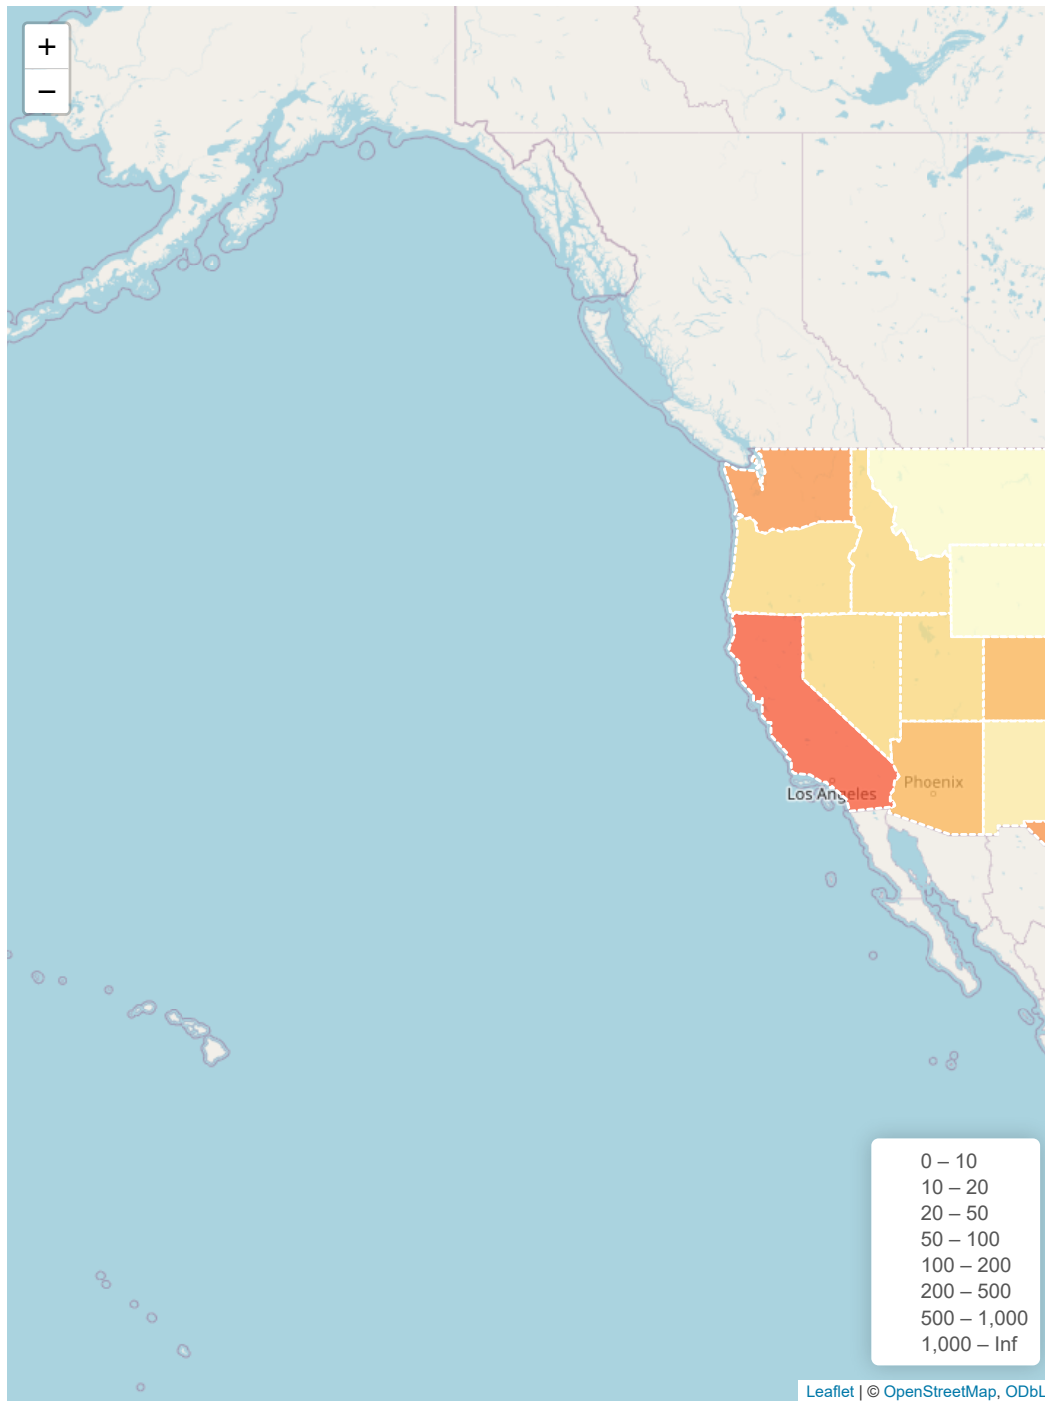 +
−
Phoenix
Los Angeles
0 – 10
10 – 20
20 – 50
50 – 100
100 – 200
200 – 500
500 – 1,000
1,000 – Inf
Leaflet | © OpenStreetMap, ODbL